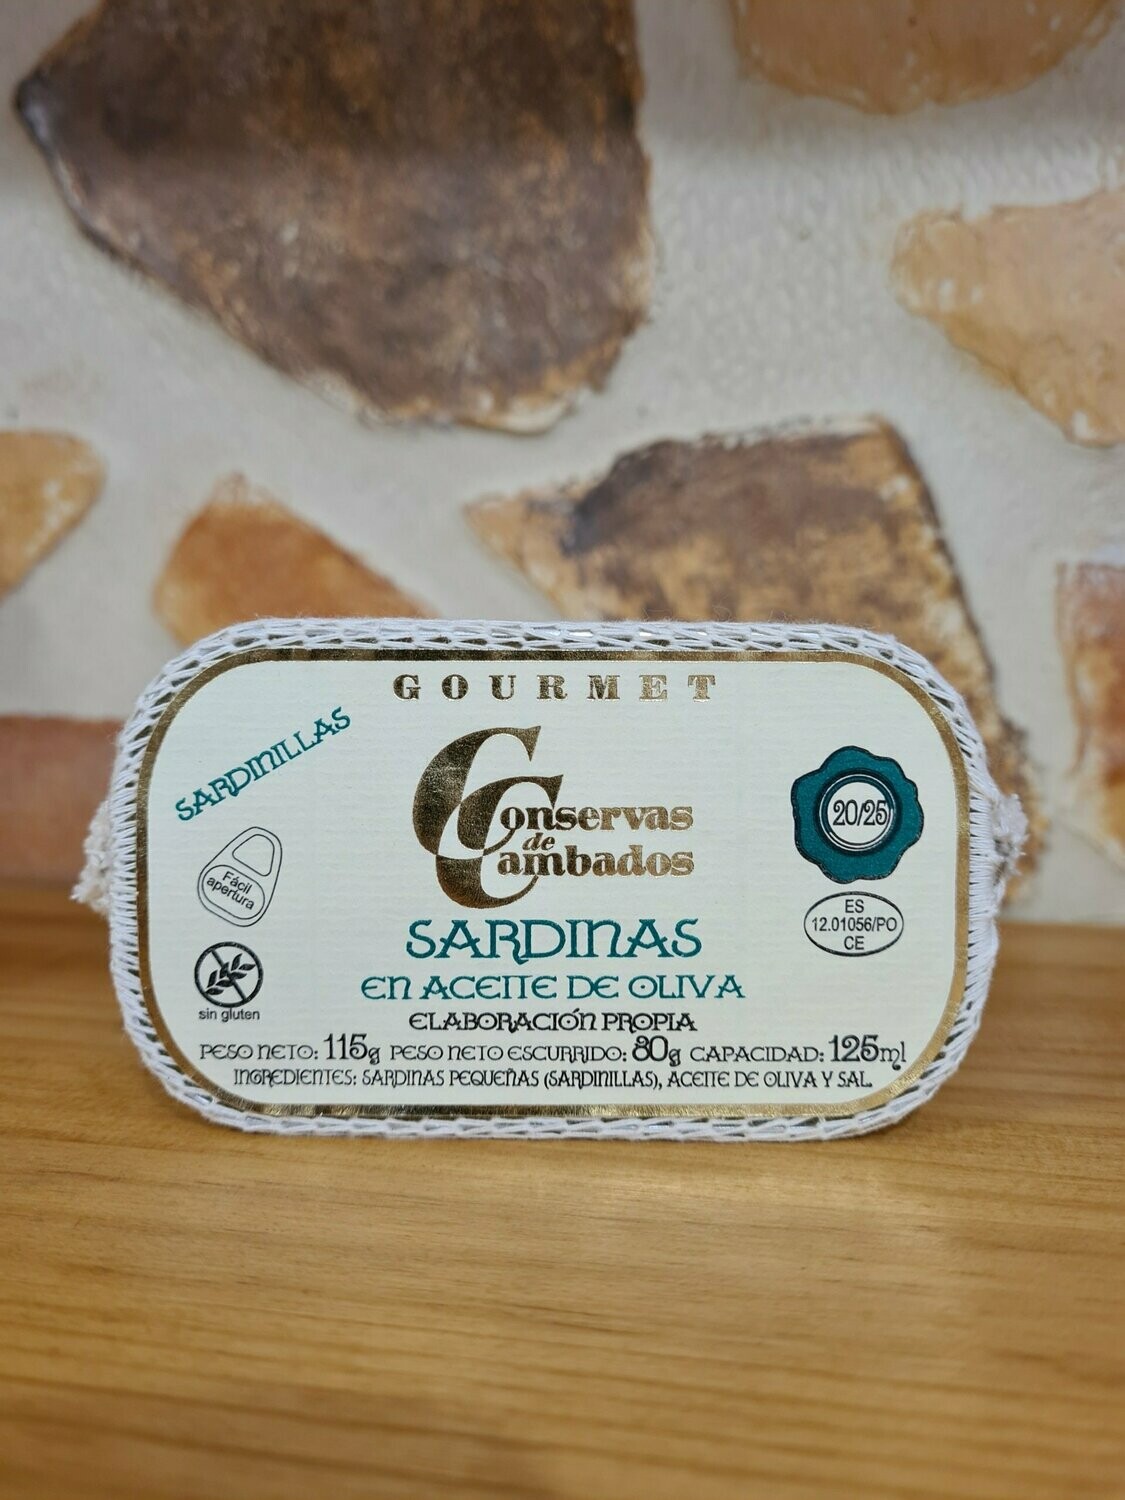 GOURMET
SARDINILLAS
Conservas
de
Cambados
20/25
Fácil
apertura
ES
12.01056/PO
CE
SARDINAS
EN ACEITE DE OLIVA
sin gluten
ELABORACIÓN PROPIA
PESO NETO: 115g PESO NETO ESCURRIDO: 80g CAPACIDAD: 125ml
INGREDIENTES: SARDINAS PEQUEÑAS (SARDINILLAS), ACEITE DE OLIVA Y SAL.